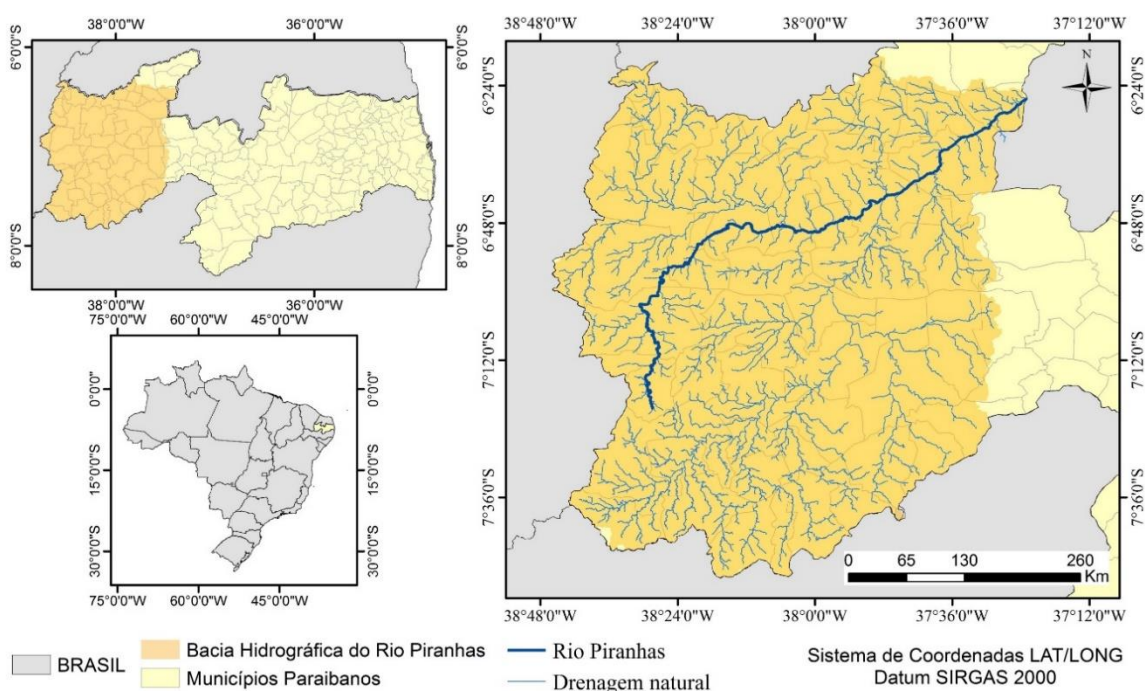 38°0'0"W 36°0'0"W
6°0'0"S 6°0'0"S
8°0'0"S 8°0'0"S
38°0'0"W 36°0'0"W
75°0'0"W 60°0'0"W 45°0'0"W
0°0'0" 0°0'0"
15°0'0"S 15°0'0"S
30°0'0"S 30°0'0"S
75°0'0"W 60°0'0"W 45°0'0"W
38°48'0"W 38°24'0"W 38°0'0"W 37°36'0"W 37°12'0"W
N
6°24'0"S 6°24'0"S
6°48'0"S 6°48'0"S
7°12'0"S 7°12'0"S
7°36'0"S 7°36'0"S
0 65 130 260
Km
38°48'0"W 38°24'0"W 38°0'0"W 37°36'0"W 37°12'0"W
BRASIL
Bacia Hidrográfica do Rio Piranhas
Municípios Paraibanos
Rio Piranhas
Drenagem natural
Sistema de Coordenadas LAT/LONG
Datum SIRGAS 2000